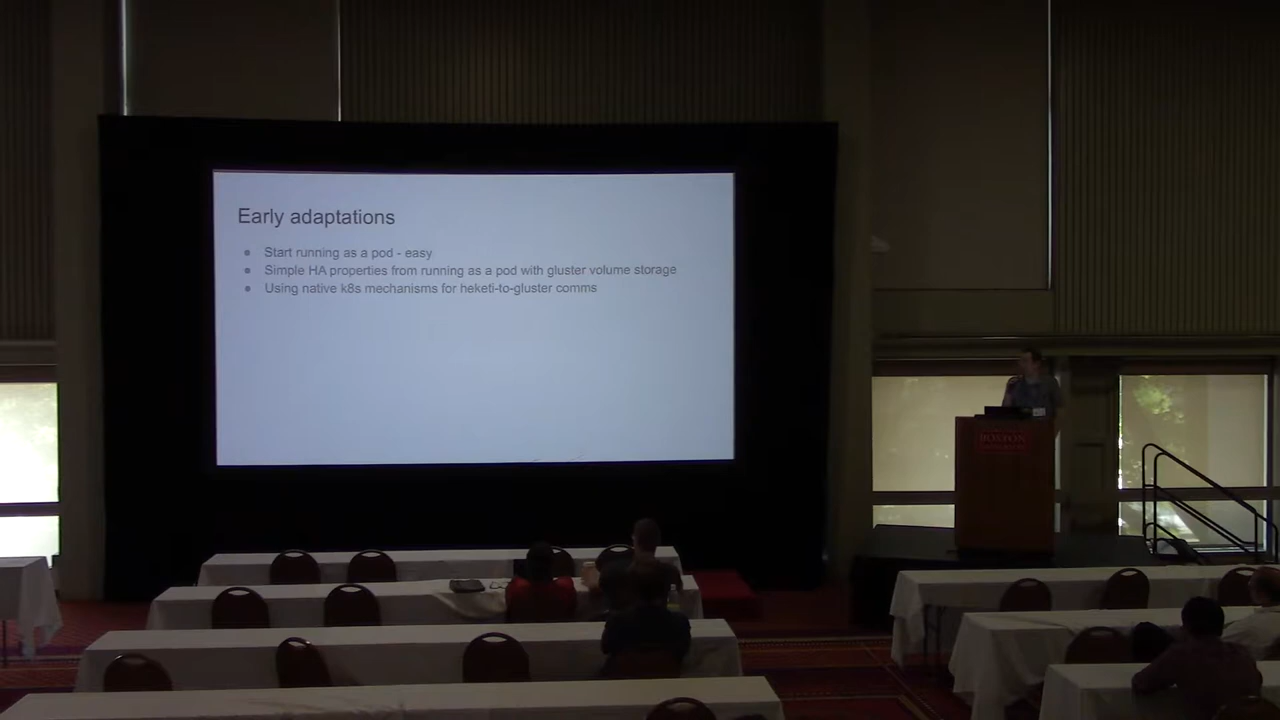 Early adaptations
● Start running as a pod - easy
● Simple HA properties from running as a pod with gluster volume storage
● Using native k8s mechanisms for heketi-to-gluster comms
BOSTON